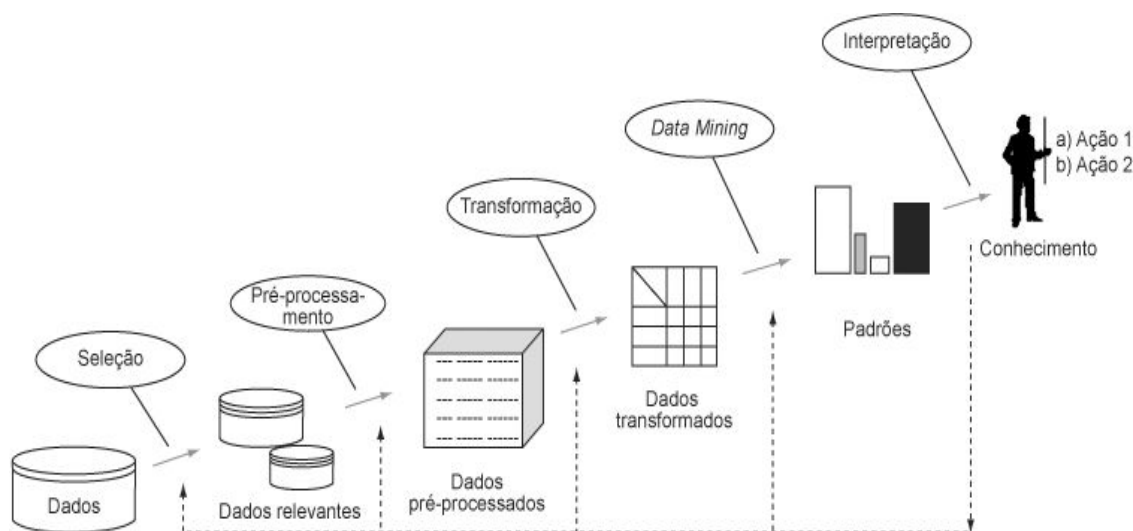 Interpretação
a) Ação 1
b) Ação 2
Conhecimento
Data Mining
Padrões
Transformação
Dados
transformados
Pré-processa-
mento
Dados
pré-processados
Seleção
Dados relevantes
Dados